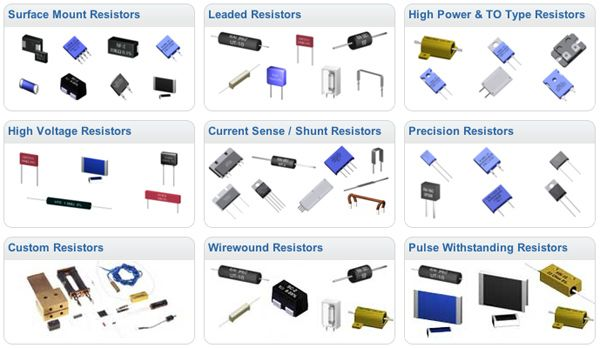 Surface Mount Resistors
Leaded Resistors
High Power & TO Type Resistors
High Voltage Resistors
Current Sense / Shunt Resistors
Precision Resistors
Custom Resistors
Wirewound Resistors
Pulse Withstanding Resistors